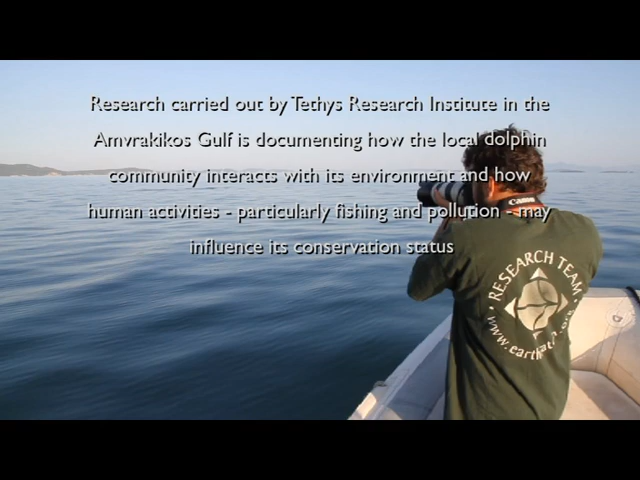 Research carried out by Tethys Research Institute in the
Amvrakikos Gulf is documenting how the local dolphin
community interacts with its environment and how
human activities - particularly fishing and pollution - may
influence its conservation status
Canon
RESEARCH TEAM